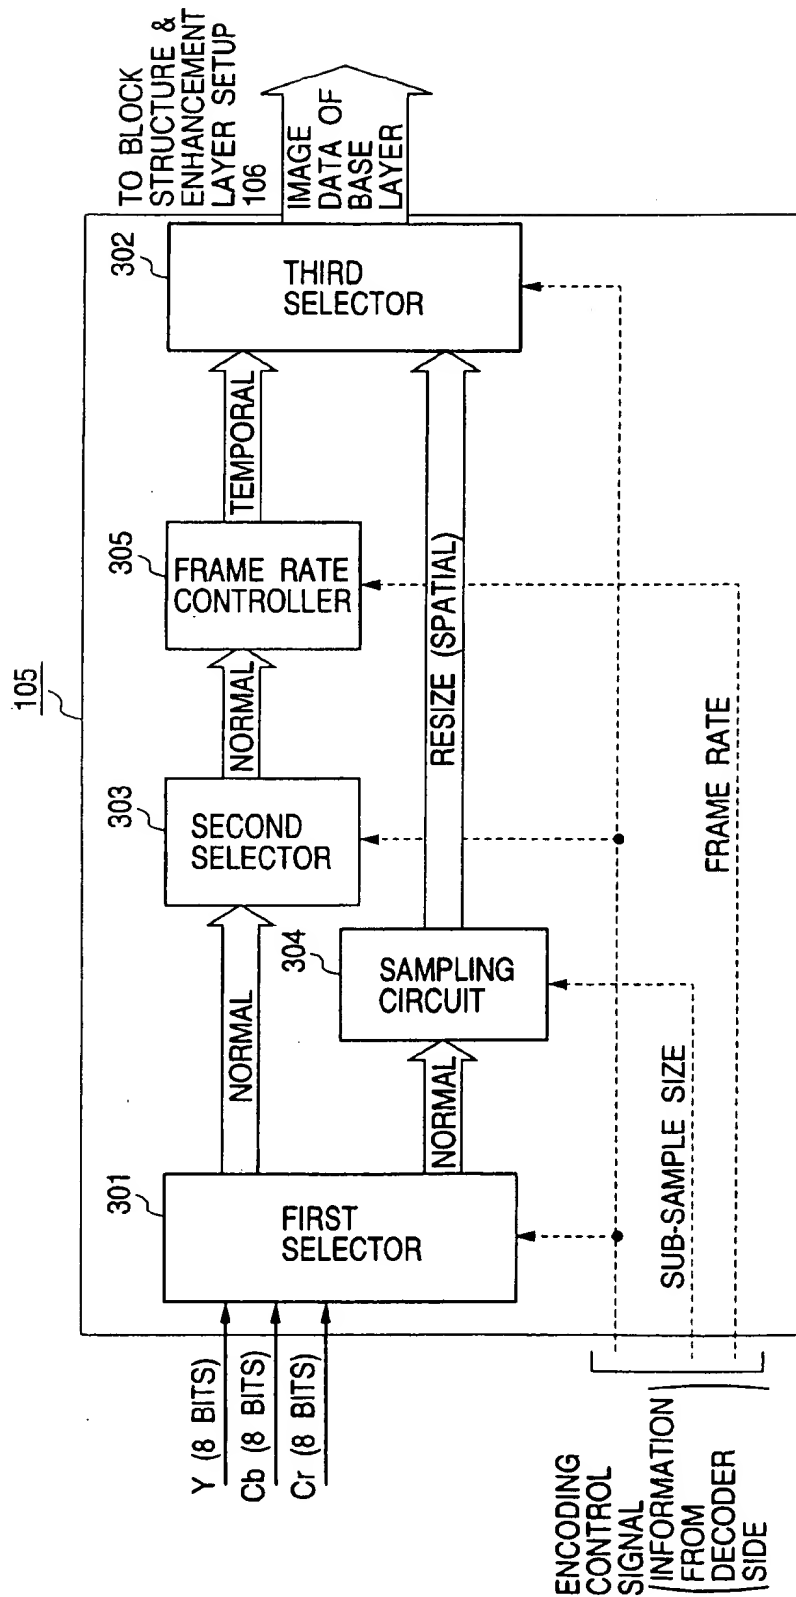 105
TO BLOCK
STRUCTURE &
ENHANCEMENT
LAYER SETUP
106
301
FIRST
SELECTOR
303
SECOND
SELECTOR
305
FRAME RATE
CONTROLLER
302
THIRD
SELECTOR
304
SAMPLING
CIRCUIT
Y (8 BITS)
Cb (8 BITS)
Cr (8 BITS)
NORMAL
NORMAL
TEMPORAL
NORMAL
RESIZE (SPATIAL)
IMAGE
DATA OF
BASE
LAYER
SUB-SAMPLE SIZE
FRAME RATE
ENCODING
CONTROL
SIGNAL
(INFORMATION
FROM
DECODER
SIDE)